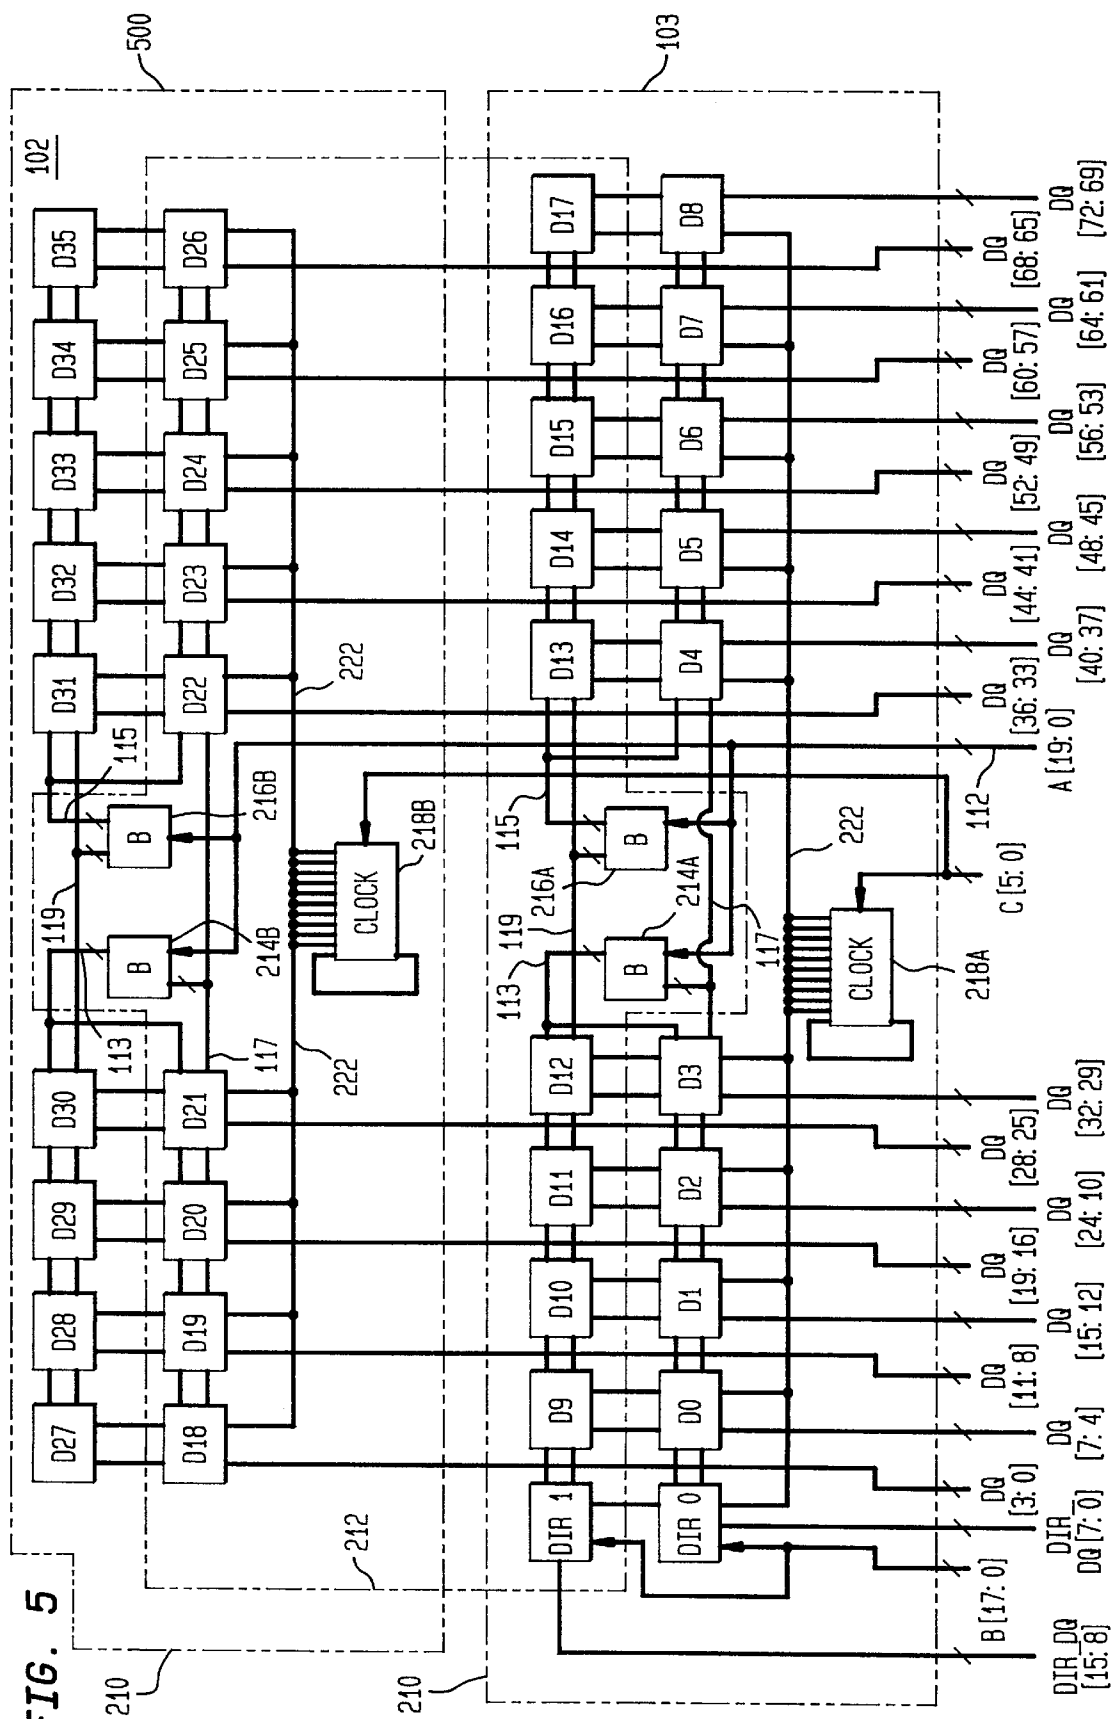 FIG. 5
102
500
103
210
210
212
D27 D28 D29 D30 D31 D32 D33 D34 D35
D18 D19 D20 D21 D22 D23 D24 D25 D26
113
119
115
B
214B
B
216B
117
222
222
CLOCK
218B
DIR 1 D9 D10 D11 D12 D13 D14 D15 D16 D17
DIR 0 D0 D1 D2 D3 D4 D5 D6 D7 D8
113
119
115
B
214A
B
216A
117
222
CLOCK
218A
112
DIR_DQ
[15: 8]
B [17: 0]
DIR_
DQ [7: 0]
DQ
[3: 0]
DQ
[7: 4]
DQ
[11: 8]
DQ
[15: 12]
DQ
[19: 16]
DQ
[24: 10]
DQ
[28: 25]
DQ
[32: 29]
C [5: 0]
A [19: 0]
DQ
[36: 33]
DQ
[40: 37]
DQ
[44: 41]
DQ
[48: 45]
DQ
[52: 49]
DQ
[56: 53]
DQ
[60: 57]
DQ
[64: 61]
DQ
[68: 65]
DQ
[72: 69]